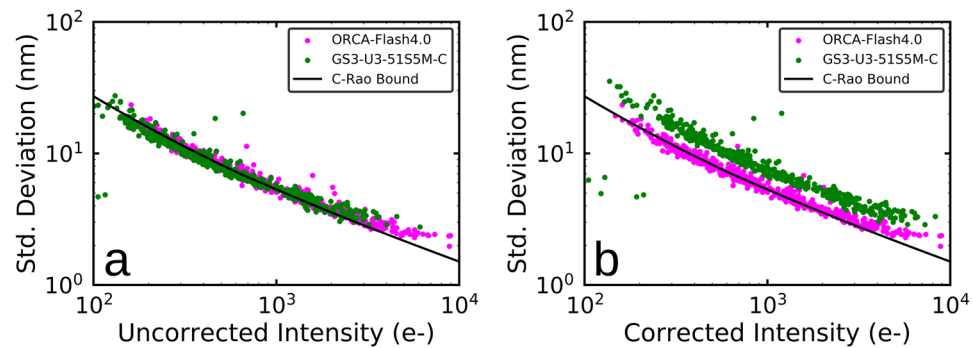 10²
10¹
10⁰
Std. Deviation (nm)
ORCA-Flash4.0
GS3-U3-51S5M-C
C-Rao Bound
a
10² 10³ 10⁴
Uncorrected Intensity (e-)
10²
10¹
10⁰
Std. Deviation (nm)
ORCA-Flash4.0
GS3-U3-51S5M-C
C-Rao Bound
b
10² 10³ 10⁴
Corrected Intensity (e-)